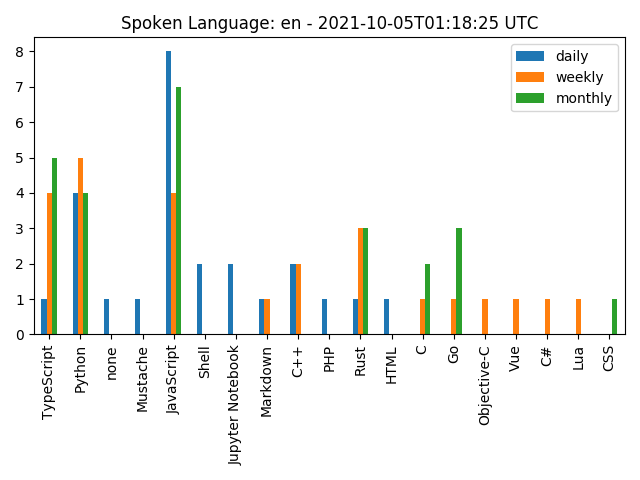 Spoken Language: en - 2021-10-05T01:18:25 UTC
daily
weekly
monthly
8
7
6
5
4
3
2
1
0
TypeScript
Python
none
Mustache
JavaScript
Shell
Jupyter Notebook
Markdown
C++
PHP
Rust
HTML
C
Go
Objective-C
Vue
C#
Lua
CSS